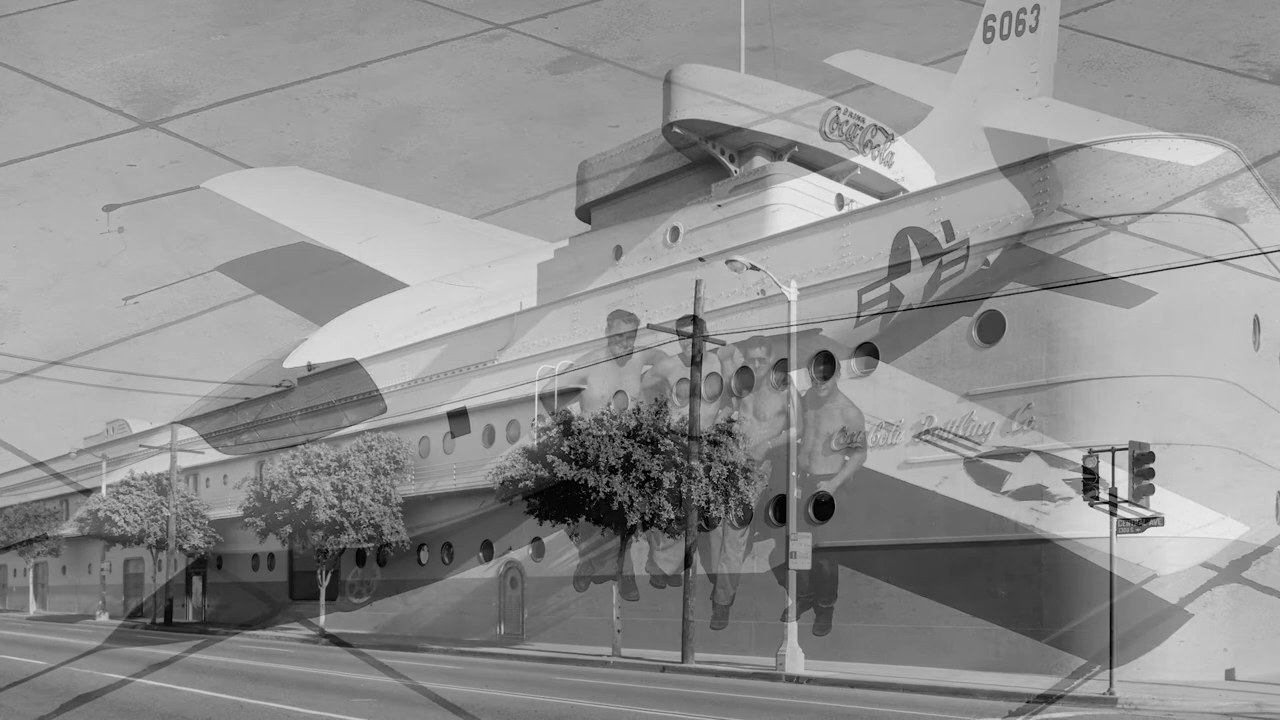 6063
DRINK
Coca-Cola
Coca-Cola Bottling Co.
CENTRAL AVE